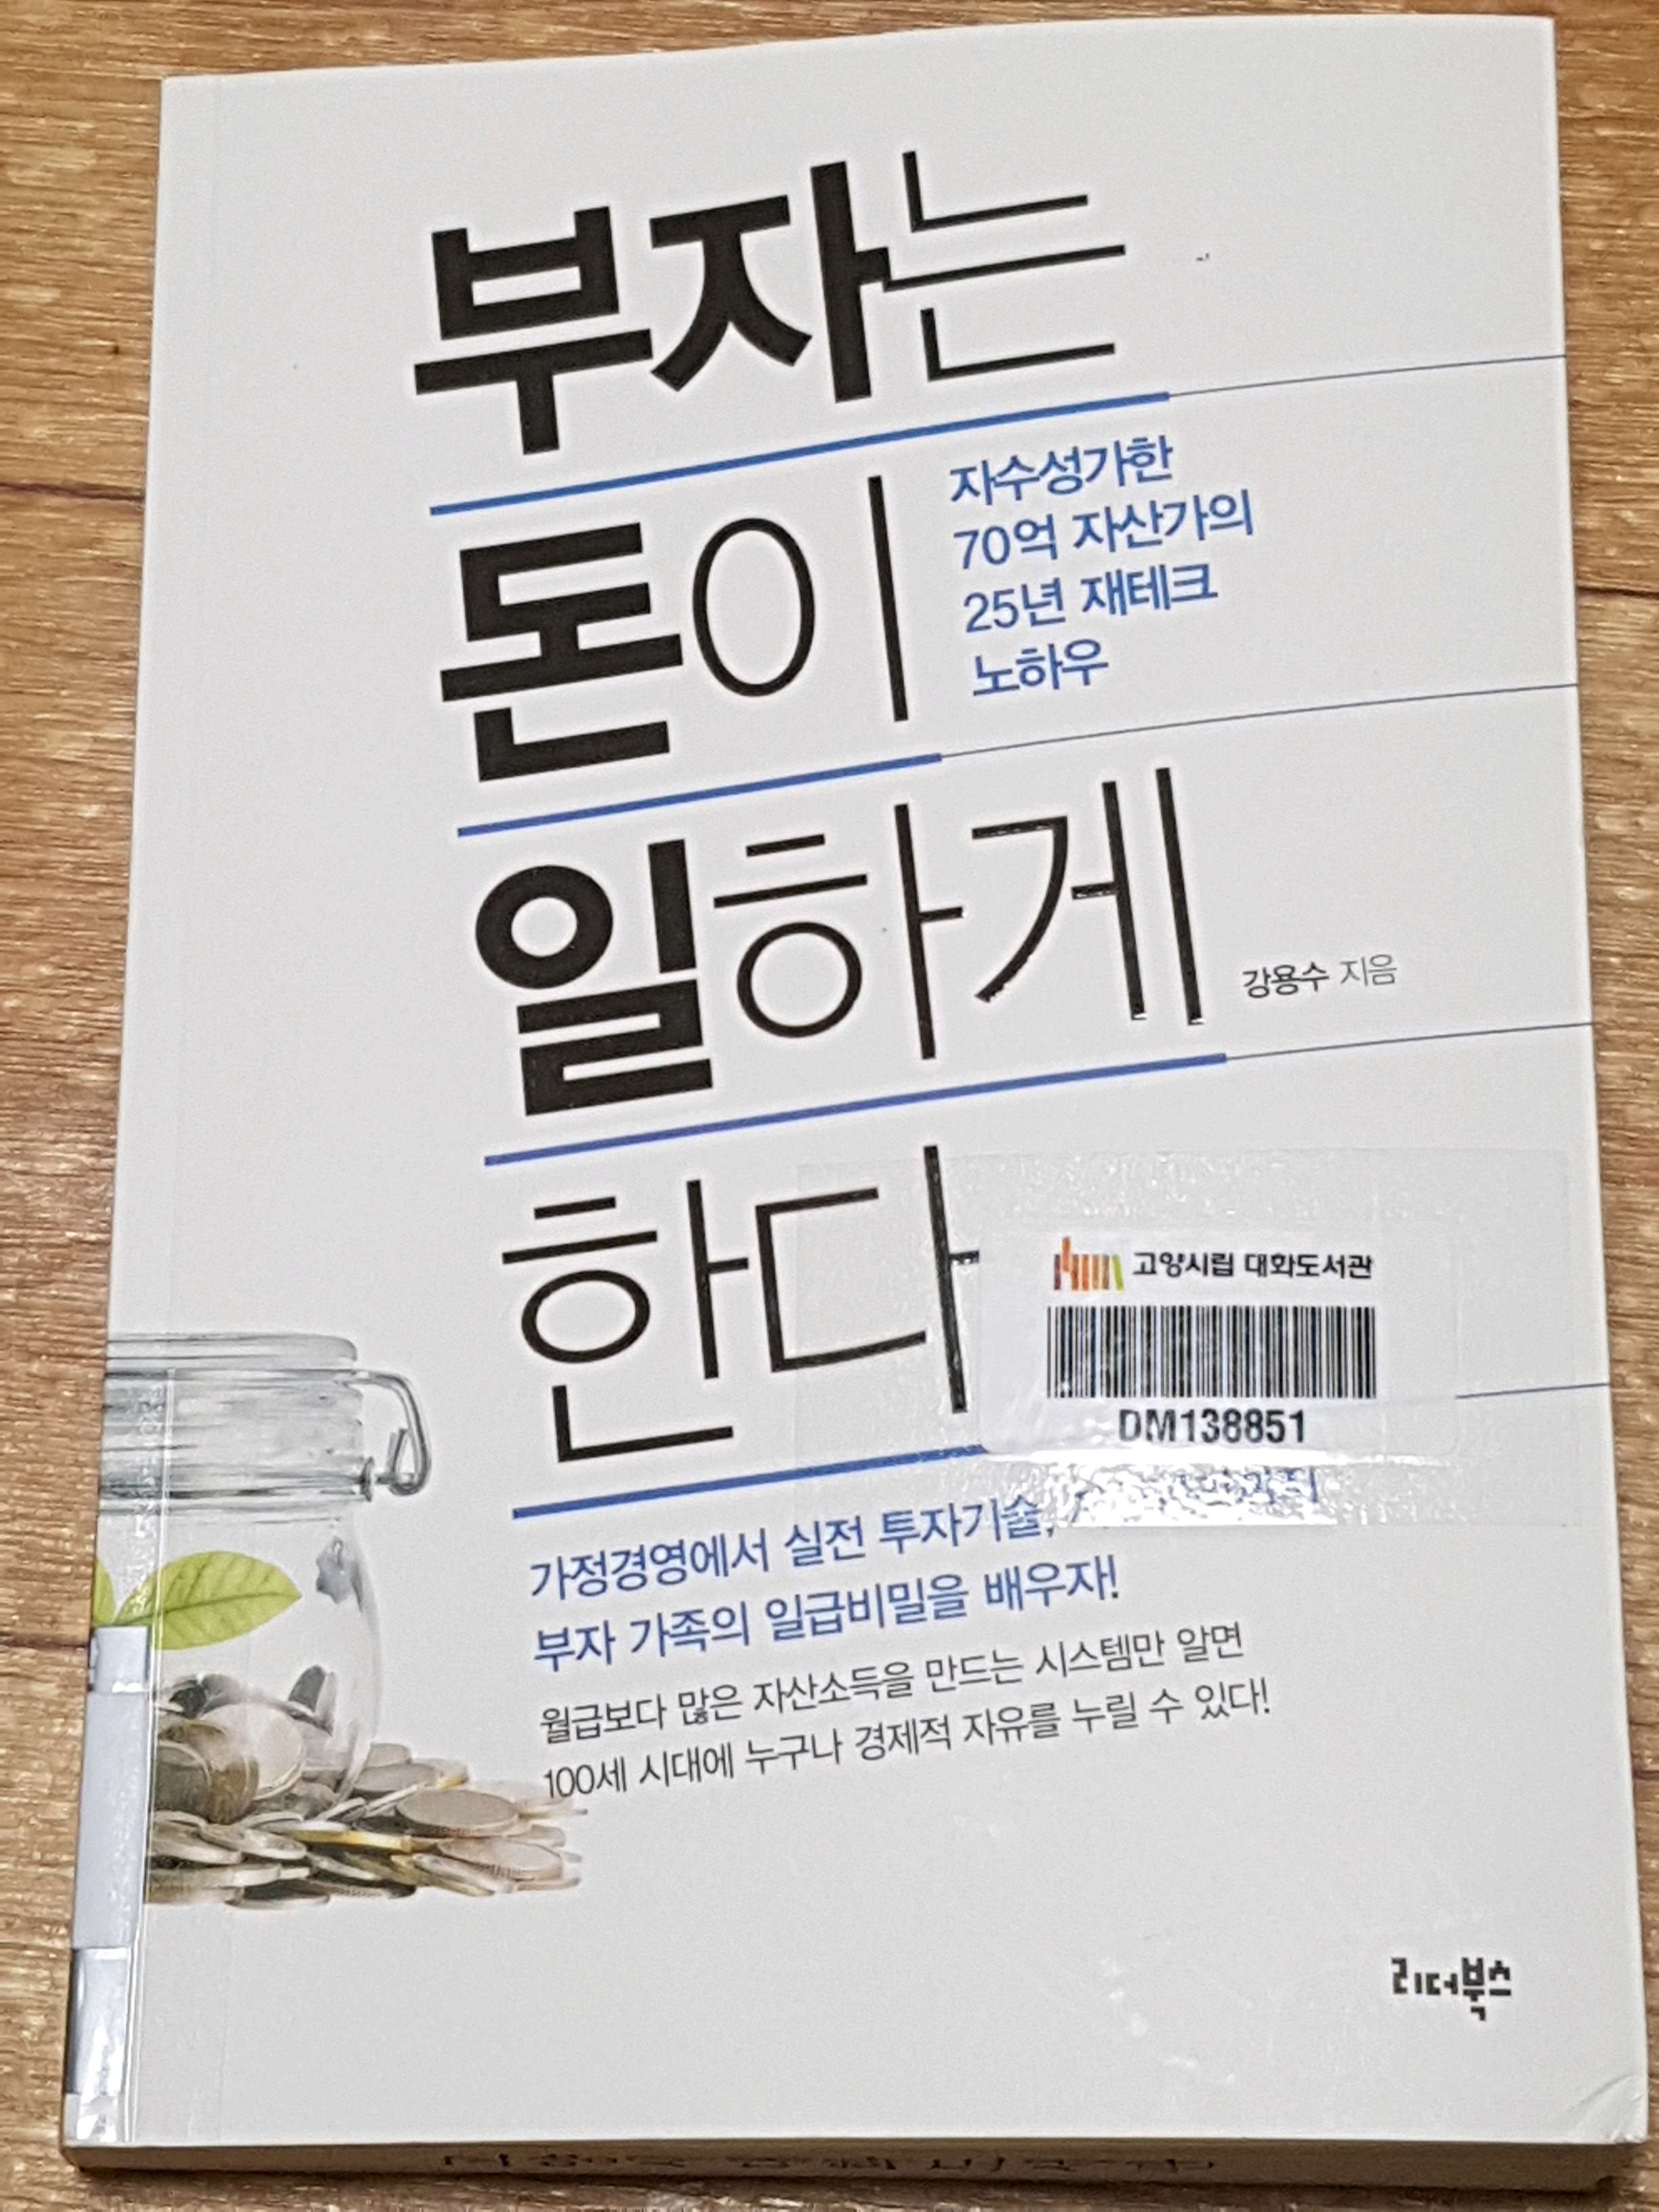 부자는
돈이
자수성가한
70억 자산가의
25년 재테크
노하우
일하게
강용수 지음
한다
고양시립 대화도서관
DM138851
가정경영에서 실전 투자기술,
부자 가족의 일급비밀을 배우자!
월급보다 많은 자산소득을 만드는 시스템만 알면
100세 시대에 누구나 경제적 자유를 누릴 수 있다!
리더북스